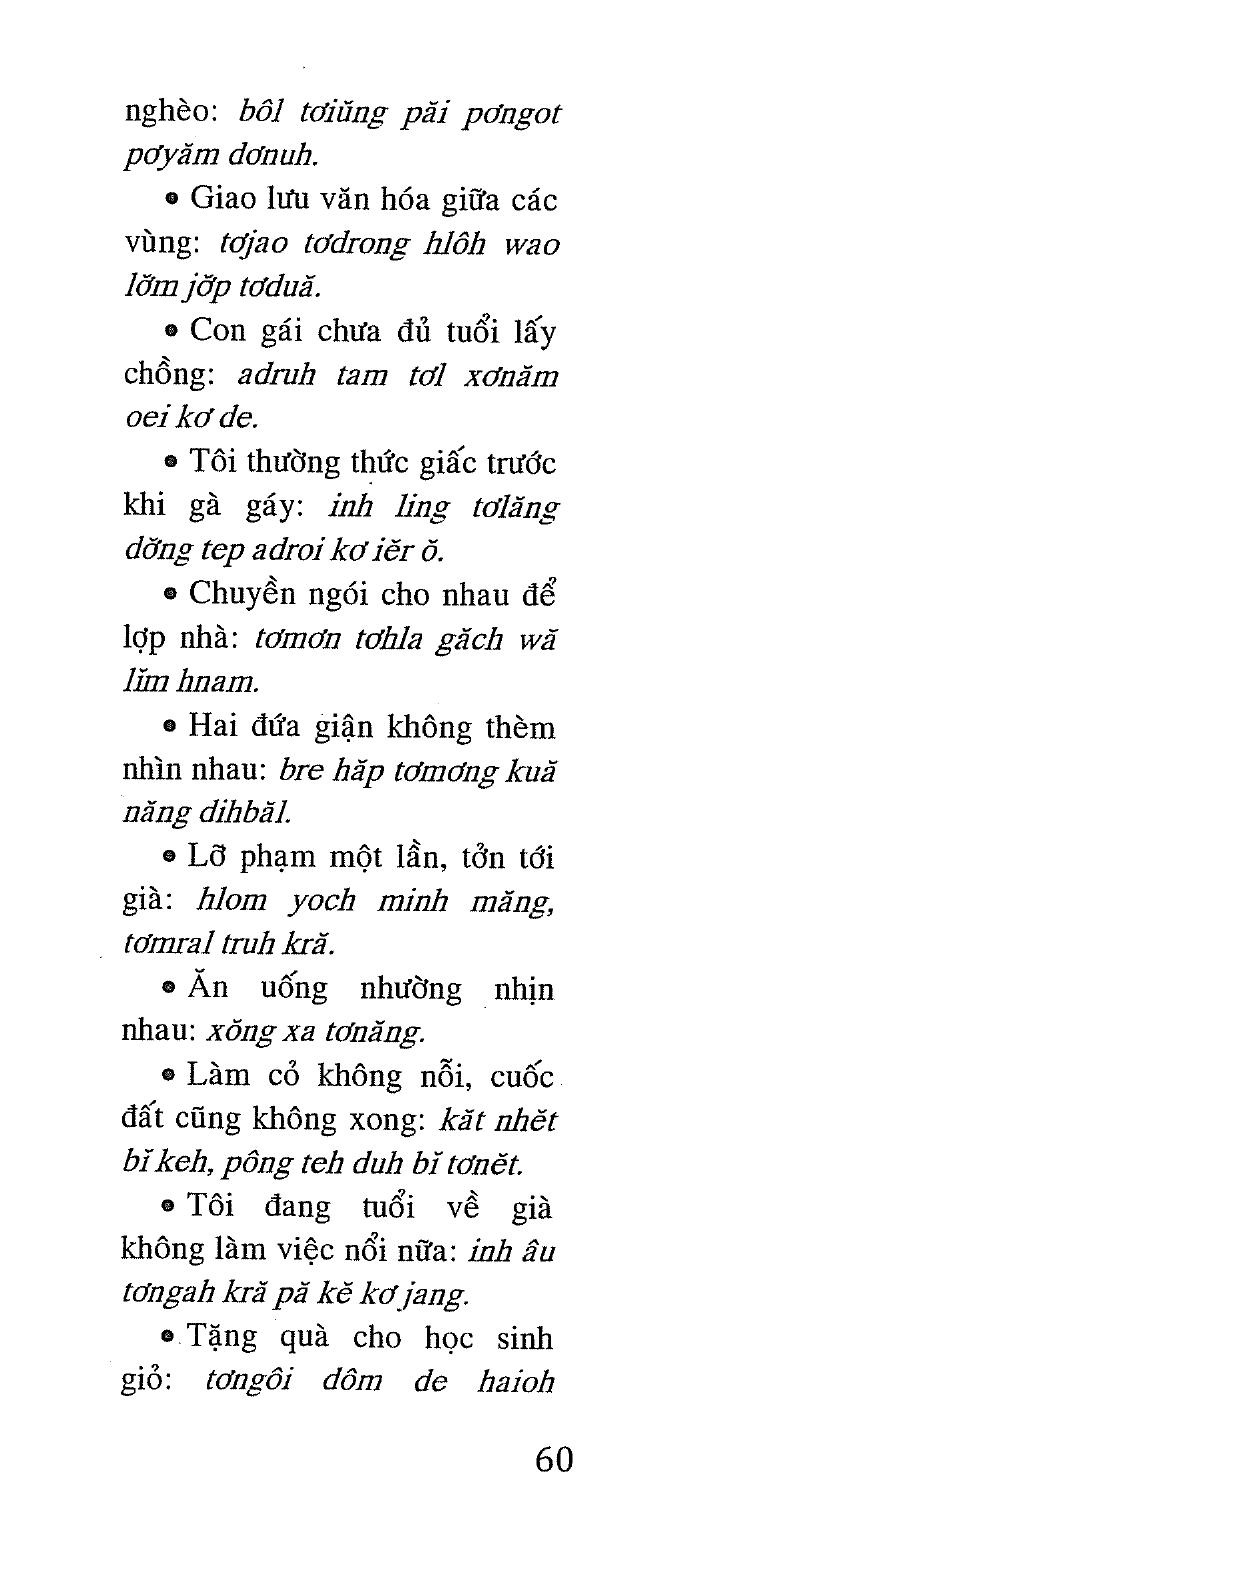 nghèo: bôl tơiŭng păi pơngot
pơyăm dơnuh.
• Giao lưu văn hóa giữa các
vùng: tơjao tơdrong hlôh wao
lơ̆m jơ̆p tơduă.
• Con gái chưa đủ tuổi lấy
chồng: adruh tam tơl xơnăm
oei kơ de.
• Tôi thường thức giấc trước
khi gà gáy: inh ling tơlăng
dơ̆ng tep adroi kơ iĕr ŏ.
• Chuyền ngói cho nhau để
lợp nhà: tơmơn tơhla găch wă
lĭm hnam.
• Hai đứa giận không thèm
nhìn nhau: bre hăp tơmơng kuă
năng dihbăl.
• Lỡ phạm một lần, tởn tới
già: hlom yoch minh măng,
tơmral truh kră.
• Ăn uống nhường nhịn
nhau: xŏng xa tơnăng.
• Làm cỏ không nỗi, cuốc
đất cũng không xong: kăt nhĕt
bĭ keh, pông teh duh bĭ tơnĕt.
• Tôi đang tuổi về già
không làm việc nổi nữa: inh âu
tơngah kră pă kĕ kơ jang.
• Tặng quà cho học sinh
giỏ: tơngôi dôm de haioh
60